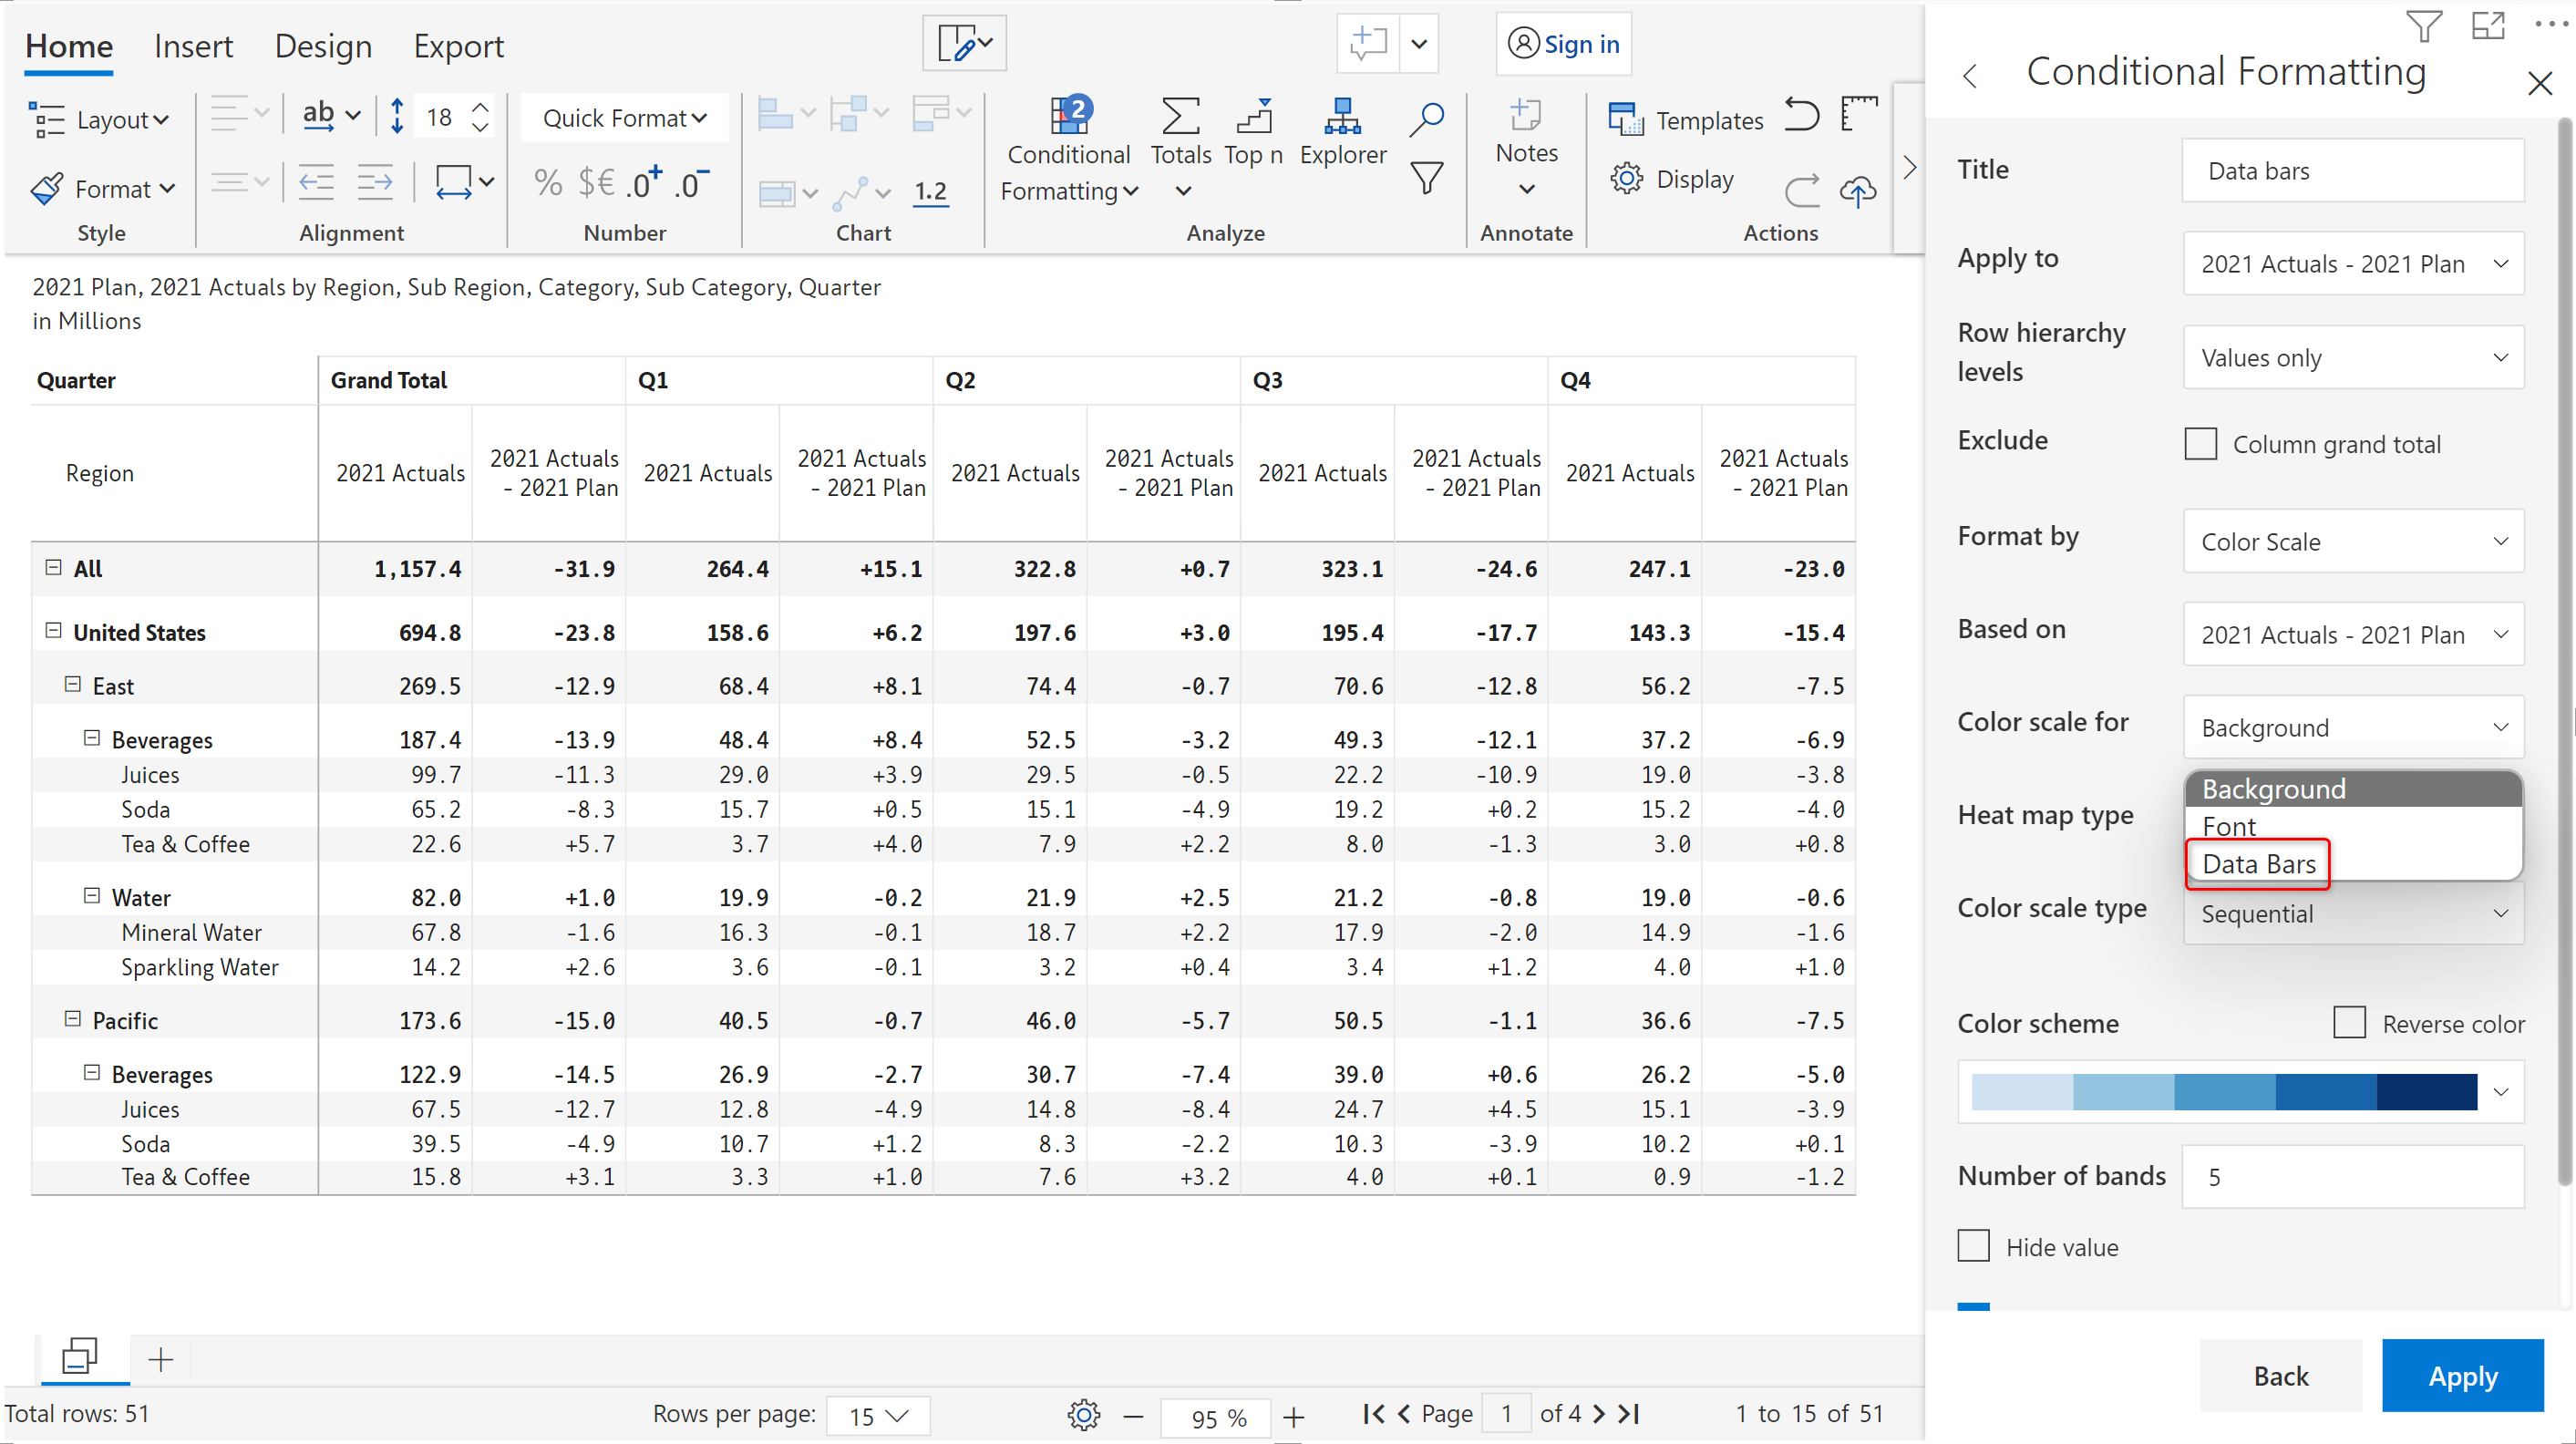 Home Insert Design Export Sign in
Layout ab 18 Quick Format 2 Conditional Formatting Totals Top n Explorer Notes Templates
Format % $€ .0+ .0- 1.2 Display
Style Alignment Number Chart Analyze Annotate Actions
2021 Plan, 2021 Actuals by Region, Sub Region, Category, Sub Category, Quarter
in Millions
Quarter Grand Total Q1 Q2 Q3 Q4
Region 2021 Actuals 2021 Actuals - 2021 Plan 2021 Actuals 2021 Actuals - 2021 Plan 2021 Actuals 2021 Actuals - 2021 Plan 2021 Actuals 2021 Actuals - 2021 Plan 2021 Actuals 2021 Actuals - 2021 Plan
All 1,157.4 -31.9 264.4 +15.1 322.8 +0.7 323.1 -24.6 247.1 -23.0
United States 694.8 -23.8 158.6 +6.2 197.6 +3.0 195.4 -17.7 143.3 -15.4
East 269.5 -12.9 68.4 +8.1 74.4 -0.7 70.6 -12.8 56.2 -7.5
Beverages 187.4 -13.9 48.4 +8.4 52.5 -3.2 49.3 -12.1 37.2 -6.9
Juices 99.7 -11.3 29.0 +3.9 29.5 -0.5 22.2 -10.9 19.0 -3.8
Soda 65.2 -8.3 15.7 +0.5 15.1 -4.9 19.2 +0.2 15.2 -4.0
Tea & Coffee 22.6 +5.7 3.7 +4.0 7.9 +2.2 8.0 -1.3 3.0 +0.8
Water 82.0 +1.0 19.9 -0.2 21.9 +2.5 21.2 -0.8 19.0 -0.6
Mineral Water 67.8 -1.6 16.3 -0.1 18.7 +2.2 17.9 -2.0 14.9 -1.6
Sparkling Water 14.2 +2.6 3.6 -0.1 3.2 +0.4 3.4 +1.2 4.0 +1.0
Pacific 173.6 -15.0 40.5 -0.7 46.0 -5.7 50.5 -1.1 36.6 -7.5
Beverages 122.9 -14.5 26.9 -2.7 30.7 -7.4 39.0 +0.6 26.2 -5.0
Juices 67.5 -12.7 12.8 -4.9 14.8 -8.4 24.7 +4.5 15.1 -3.9
Soda 39.5 -4.9 10.7 +1.2 8.3 -2.2 10.3 -3.9 10.2 +0.1
Tea & Coffee 15.8 +3.1 3.3 +1.0 7.6 +3.2 4.0 +0.1 0.9 -1.2
Total rows: 51 Rows per page: 15 95 % Page 1 of 4 1 to 15 of 51
Conditional Formatting
Title Data bars
Apply to 2021 Actuals - 2021 Plan
Row hierarchy levels Values only
Exclude Column grand total
Format by Color Scale
Based on 2021 Actuals - 2021 Plan
Color scale for Background
Background
Heat map type
Font
Data Bars
Color scale type Sequential
Color scheme Reverse color
Number of bands 5
Hide value
Back Apply